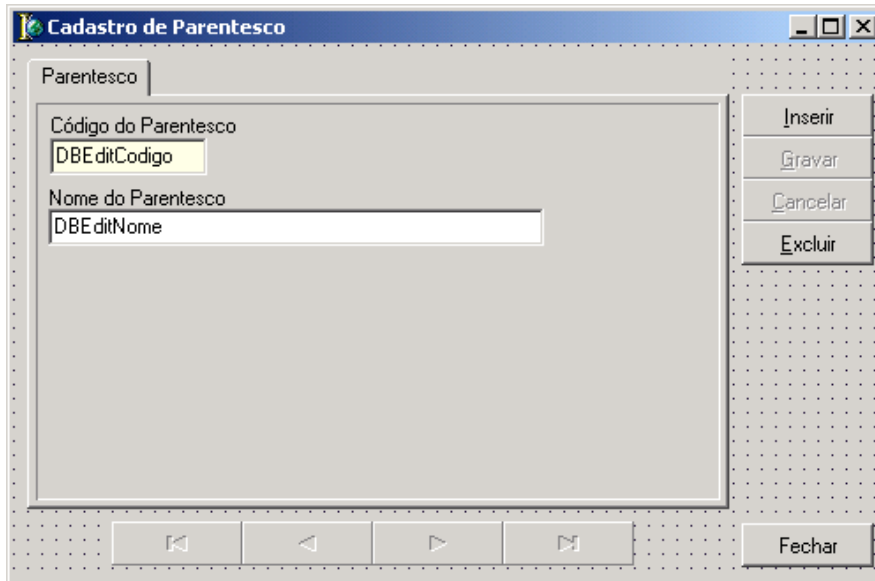 Cadastro de Parentesco
Parentesco
Código do Parentesco
DBEditCodigo
Nome do Parentesco
DBEditNome
Inserir
Gravar
Cancelar
Excluir
Fechar